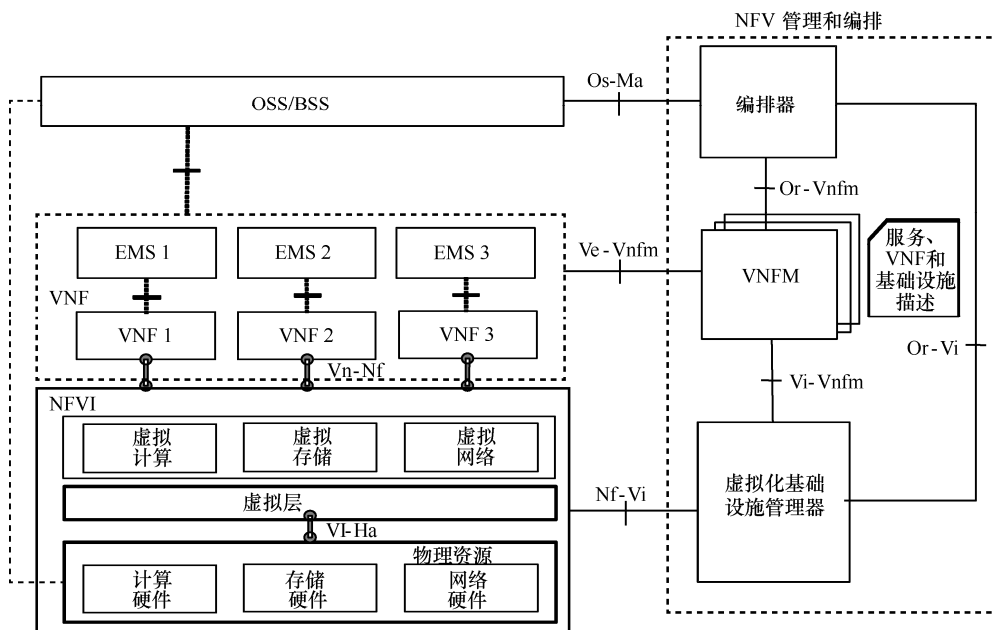 NFV 管理和编排
OSS/BSS
Os-Ma
编排器
Or-Vnfm
EMS 1
EMS 2
EMS 3
VNF
VNF 1
VNF 2
VNF 3
Ve-Vnfm
VNFM
服务、
VNF和
基础设施
描述
Vn-Nf
Or-Vi
Vi-Vnfm
NFVI
虚拟
计算
虚拟
存储
虚拟
网络
虚拟层
VI-Ha
Nf-Vi
虚拟化基础
设施管理器
物理资源
计算
硬件
存储
硬件
网络
硬件